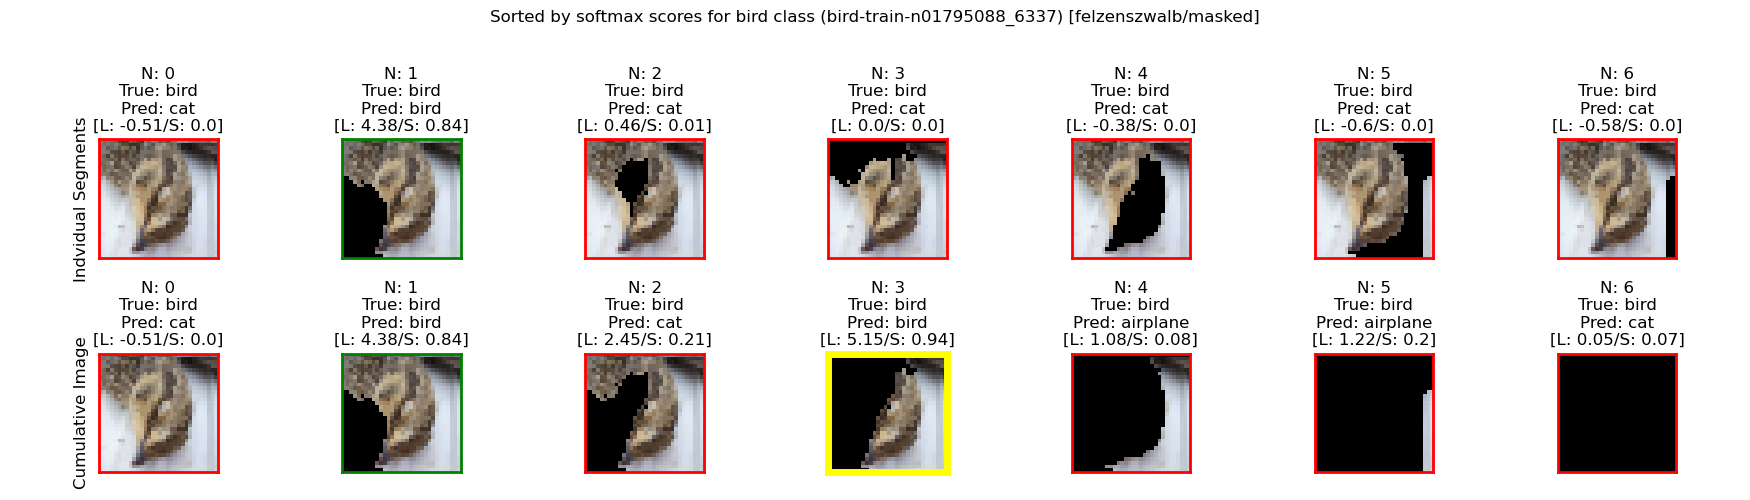 Sorted by softmax scores for bird class (bird-train-n01795088_6337) [felzenszwalb/masked]
Indvidual Segments
N: 0
True: bird
Pred: cat
[L: -0.51/S: 0.0]
N: 1
True: bird
Pred: bird
[L: 4.38/S: 0.84]
N: 2
True: bird
Pred: cat
[L: 0.46/S: 0.01]
N: 3
True: bird
Pred: cat
[L: 0.0/S: 0.0]
N: 4
True: bird
Pred: cat
[L: -0.38/S: 0.0]
N: 5
True: bird
Pred: cat
[L: -0.6/S: 0.0]
N: 6
True: bird
Pred: cat
[L: -0.58/S: 0.0]
Cumulative Image
N: 0
True: bird
Pred: cat
[L: -0.51/S: 0.0]
N: 1
True: bird
Pred: bird
[L: 4.38/S: 0.84]
N: 2
True: bird
Pred: cat
[L: 2.45/S: 0.21]
N: 3
True: bird
Pred: bird
[L: 5.15/S: 0.94]
N: 4
True: bird
Pred: airplane
[L: 1.08/S: 0.08]
N: 5
True: bird
Pred: airplane
[L: 1.22/S: 0.2]
N: 6
True: bird
Pred: cat
[L: 0.05/S: 0.07]